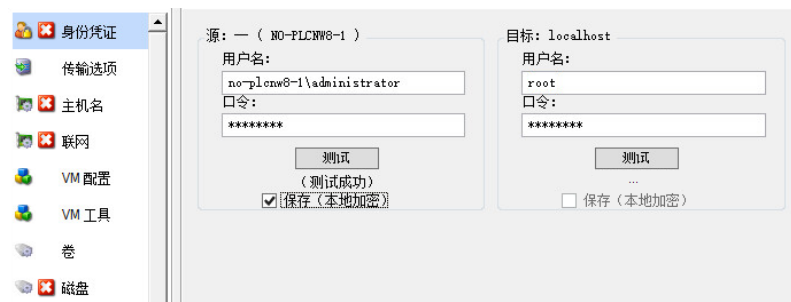 身份凭证
传输选项
主机名
联网
VM 配置
VM 工具
卷
磁盘
源: — ( NO-PLCNW8-1 )
用户名:
no-plcnw8-1\administrator
口令:
********
测试
(测试成功)
保存(本地加密)
目标: localhost
用户名:
root
口令:
********
测试
...
保存(本地加密)